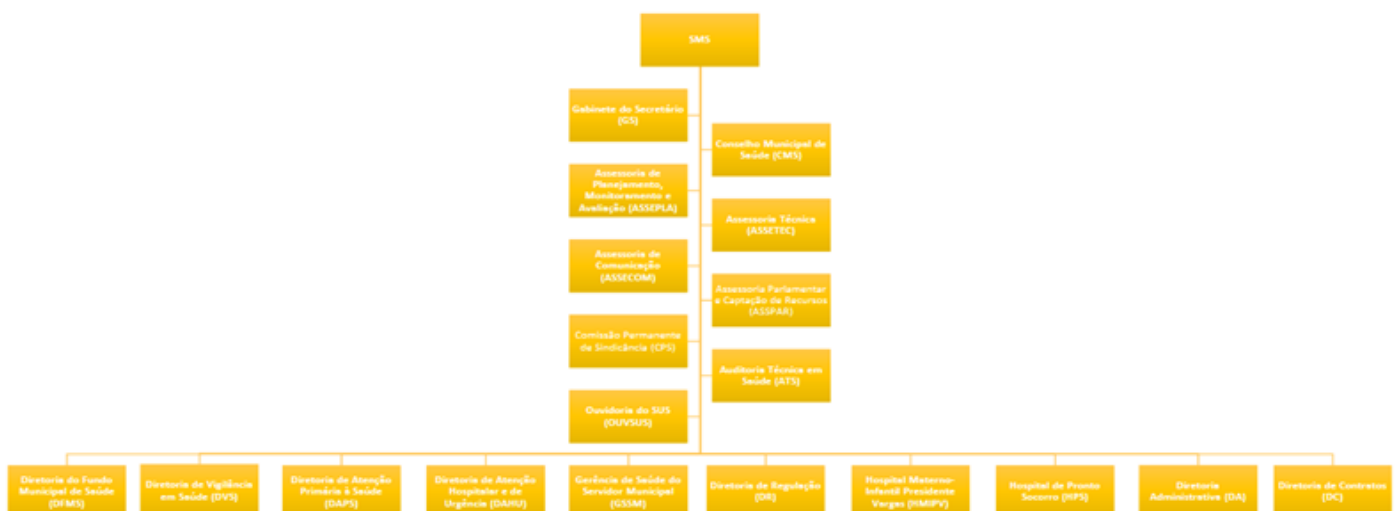 SMS
Gabinete do Secretário
(GS)
Conselho Municipal de
Saúde (CMS)
Assessoria de
Planejamento,
Monitoramento e
Avaliação (ASSEPLA)
Assessoria Técnica
(ASSETEC)
Assessoria de
Comunicação
(ASSECOM)
Assessoria Parlamentar
e Captação de Recursos
(ASSPAR)
Comissão Permanente
de Sindicância (CPS)
Auditoria Técnica em
Saúde (ATS)
Ouvidoria do SUS
(OUVSUS)
Diretoria do Fundo
Municipal de Saúde
(DFMS)
Diretoria de Vigilância
em Saúde (DVS)
Diretoria de Atenção
Primária à Saúde
(DAPS)
Diretoria de Atenção
Hospitalar e de
Urgência (DAHU)
Gerência de Saúde do
Servidor Municipal
(GSSM)
Diretoria de Regulação
(DR)
Hospital Materno-
Infantil Presidente
Vargas (HMIPV)
Hospital de Pronto
Socorro (HPS)
Diretoria
Administrativa (DA)
Diretoria de Contratos
(DC)